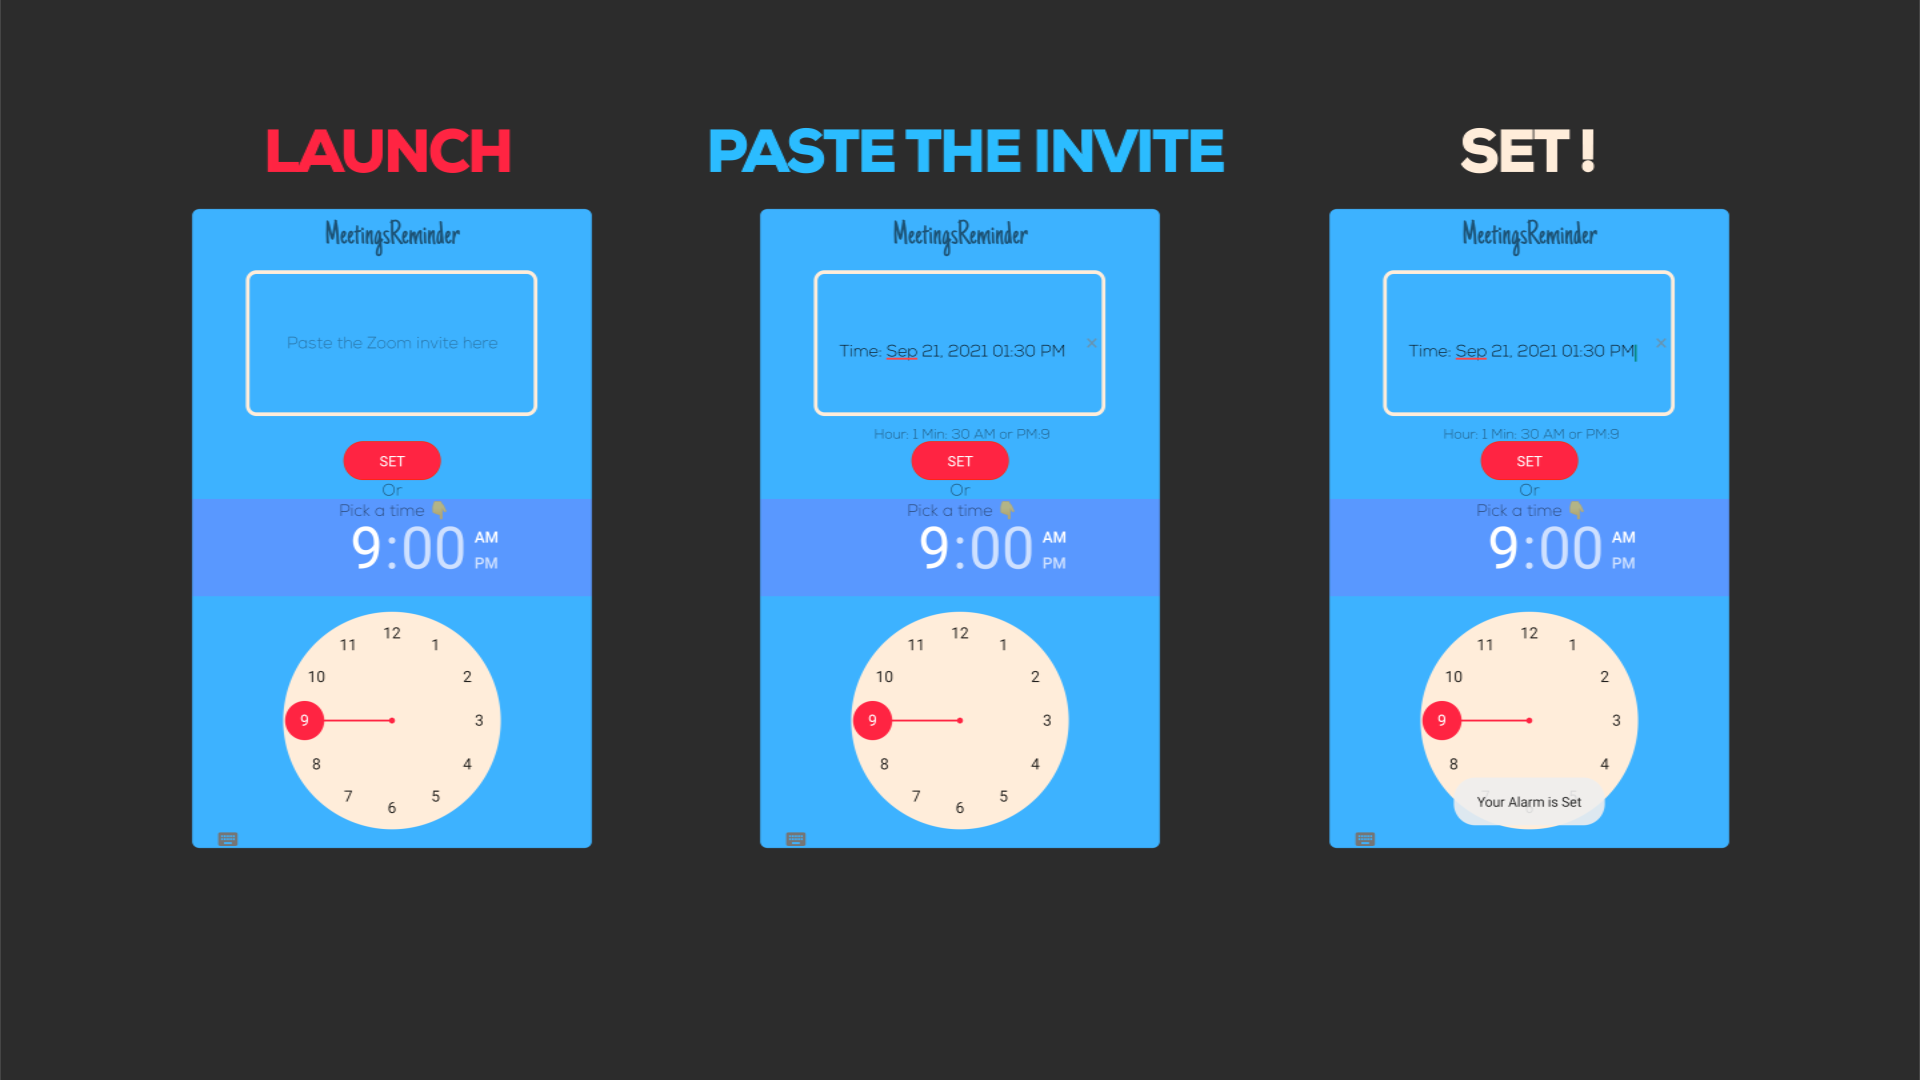 LAUNCH
MeetingsReminder
Paste the Zoom invite here
SET
Or
Pick a time 👇
9:00
AM
PM
12
1
2
3
4
5
6
7
8
9
10
11
PASTE THE INVITE
MeetingsReminder
Time: Sep 21, 2021 01:30 PM
×
Hour: 1 Min: 30 AM or PM:9
SET
Or
Pick a time 👇
9:00
AM
PM
12
1
2
3
4
5
6
7
8
9
10
11
SET !
MeetingsReminder
Time: Sep 21, 2021 01:30 PM
×
Hour: 1 Min: 30 AM or PM:9
SET
Or
Pick a time 👇
9:00
AM
PM
12
1
2
3
4
8
9
10
11
Your Alarm is Set